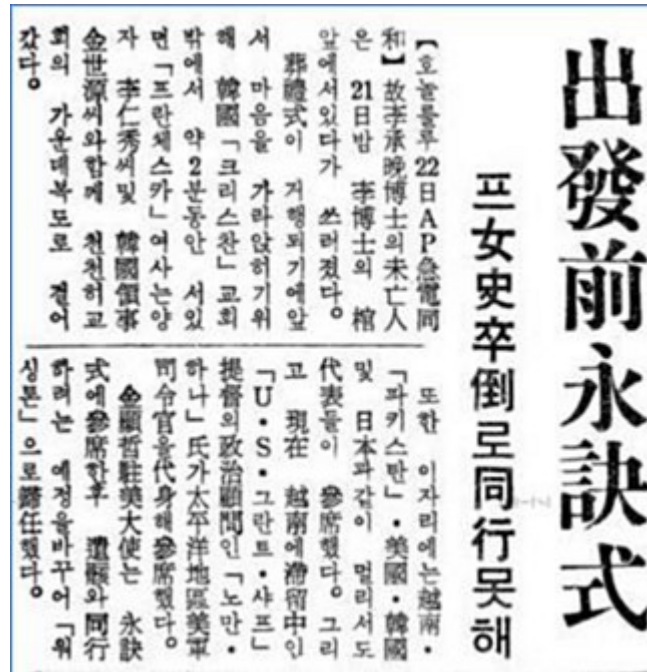 出發前永訣式
프女史卒倒로同行못해
【호놀룰루22日AP急電同
和】故李承晩博士의未亡人
은 21日밤 李博士의 棺
앞에서있다가 쓰러졌다.
葬禮式이 거행되기에앞
서 마음을 가라앉히기위
해 韓國「크리스찬」교회
밖에서 약2분동안 서있
면「프란체스카」여사는양
자 李仁秀씨및 韓國領事
金世源씨와함께 천천히교
회의 가운데복도로 걸어
갔다.
또한 이자리에는越南·
「파키스탄」·美國·韓國
및 日本과같이 멀리서도
代表들이 參席했다. 그리
고 現在 越南에滯留中인
「U·S·그란트·샤프」
提督의政治顧問인「노만·
하나」氏가太平洋地區美軍
司令官을代身해參席했다.
金顯哲駐美大使는 永訣
式에參席한후 遺骸와同行
하려는 예정을바꾸어「워
싱톤」으로歸任했다.